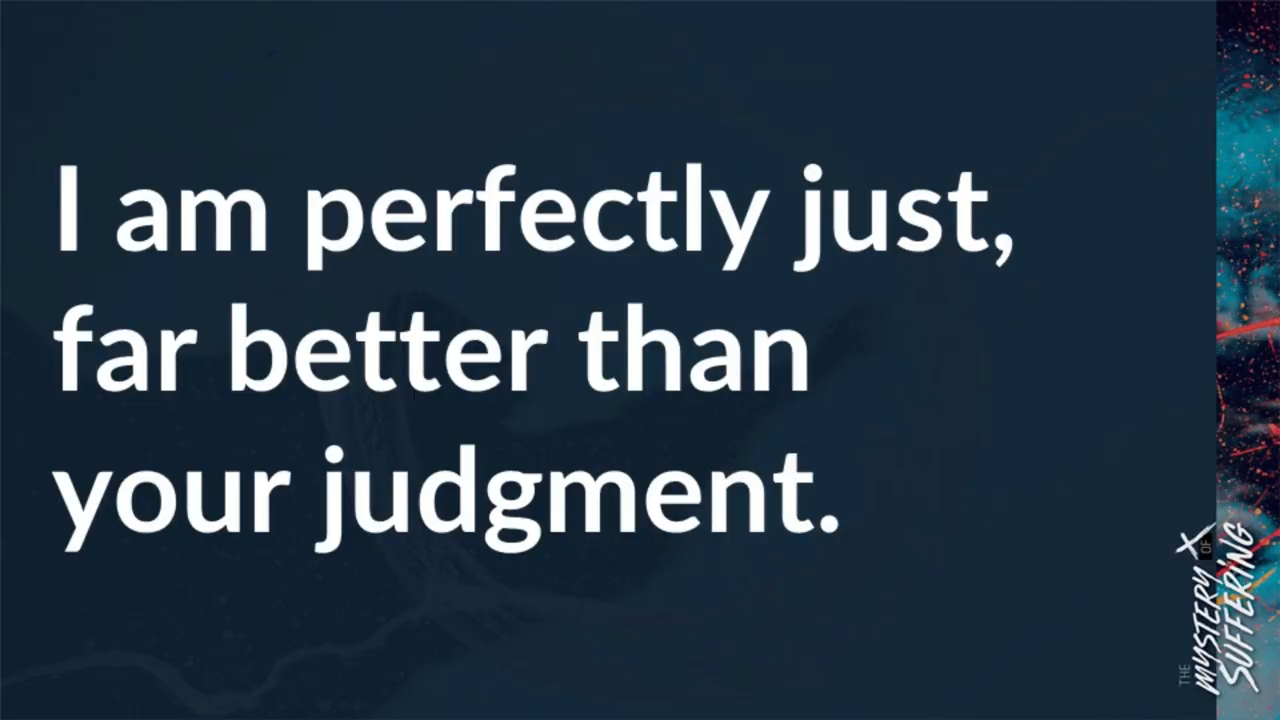 I am perfectly just,
far better than
your judgment.
THE
MYSTERY OF
SUFFERING